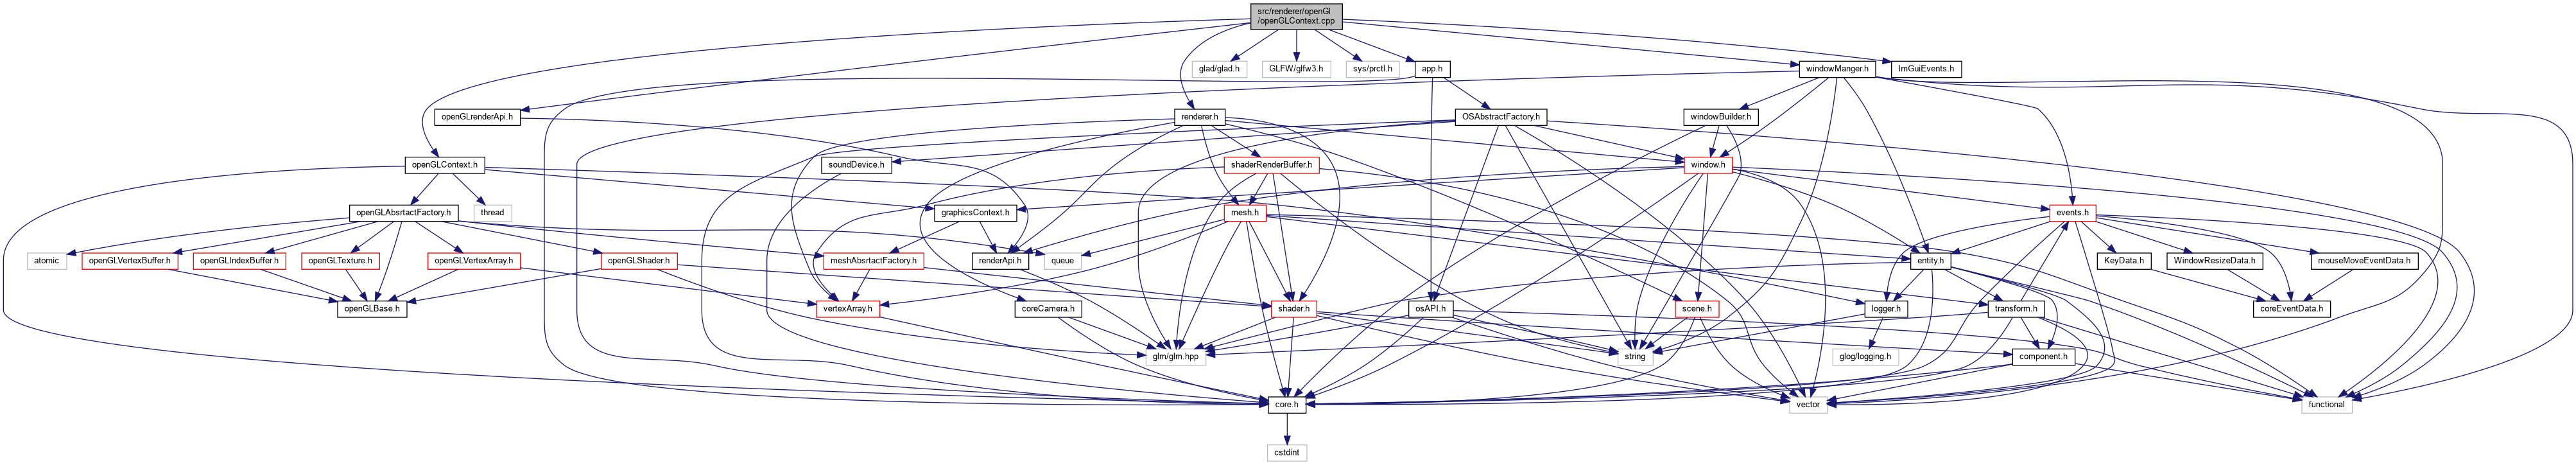 src/renderer/openGl
/openGLContext.cpp
glad/glad.h
GLFW/glfw3.h
sys/prctl.h
app.h
windowManger.h
ImGuiEvents.h
openGLrenderApi.h
renderer.h
OSAbstractFactory.h
windowBuilder.h
openGLContext.h
soundDevice.h
shaderRenderBuffer.h
window.h
openGLAbsrtactFactory.h
thread
graphicsContext.h
mesh.h
events.h
atomic
openGLVertexBuffer.h
openGLIndexBuffer.h
openGLTexture.h
openGLVertexArray.h
openGLShader.h
meshAbsrtactFactory.h
renderApi.h
queue
entity.h
KeyData.h
WindowResizeData.h
mouseMoveEventData.h
openGLBase.h
vertexArray.h
coreCamera.h
shader.h
osAPI.h
scene.h
logger.h
transform.h
coreEventData.h
glm/glm.hpp
string
glog/logging.h
component.h
core.h
vector
functional
cstdint